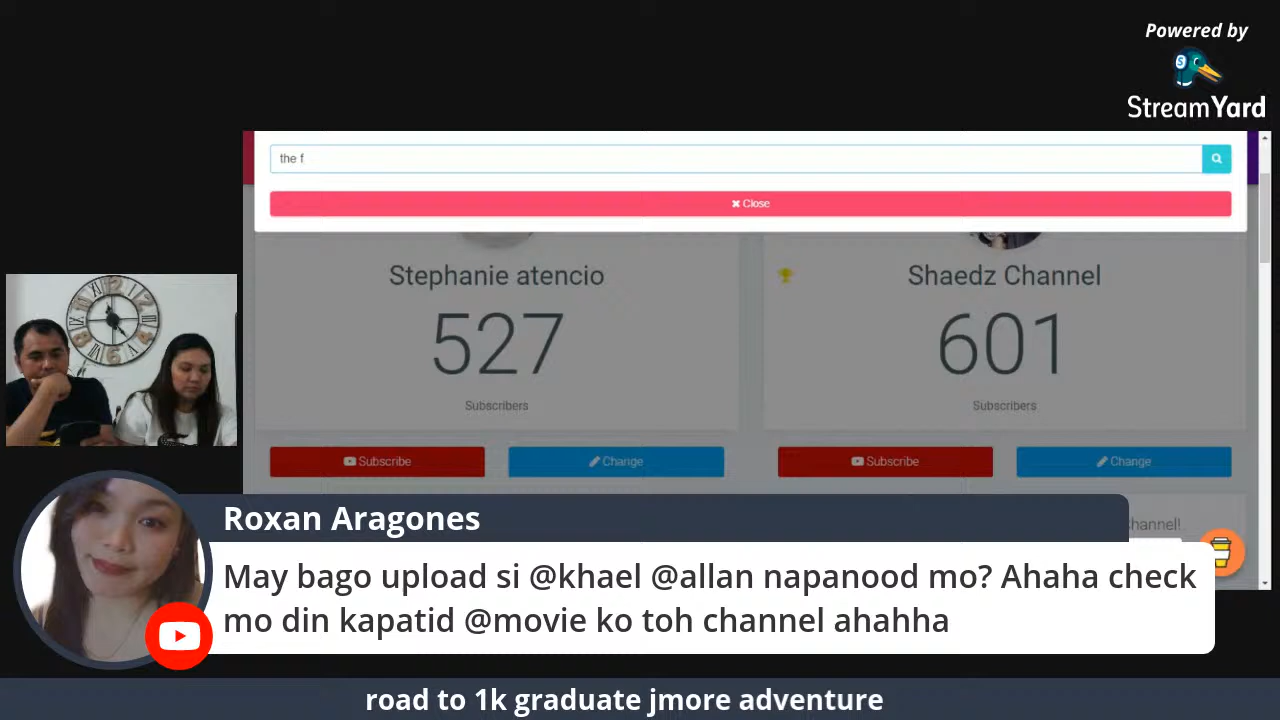 Powered by
StreamYard
the f
Close
Stephanie atencio
Shaedz Channel
527
601
Subscribers
Subscribers
Subscribe
Change
Subscribe
Change
Channel!
Roxan Aragones
May bago upload si @khael @allan napanood mo? Ahaha check
mo din kapatid @movie ko toh channel ahahha
road to 1k graduate jmore adventure